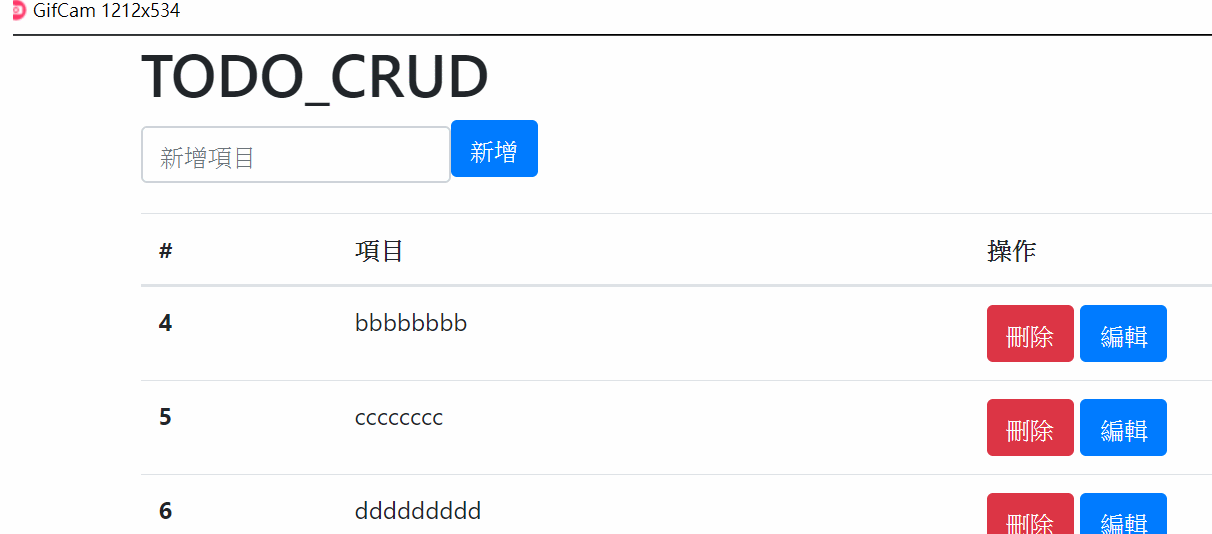 GifCam 1212x534
TODO_CRUD
新增項目 新增
# 項目 操作
4 bbbbbbbb 刪除 編輯
5 cccccccc 刪除 編輯
6 ddddddddd 刪除 編輯